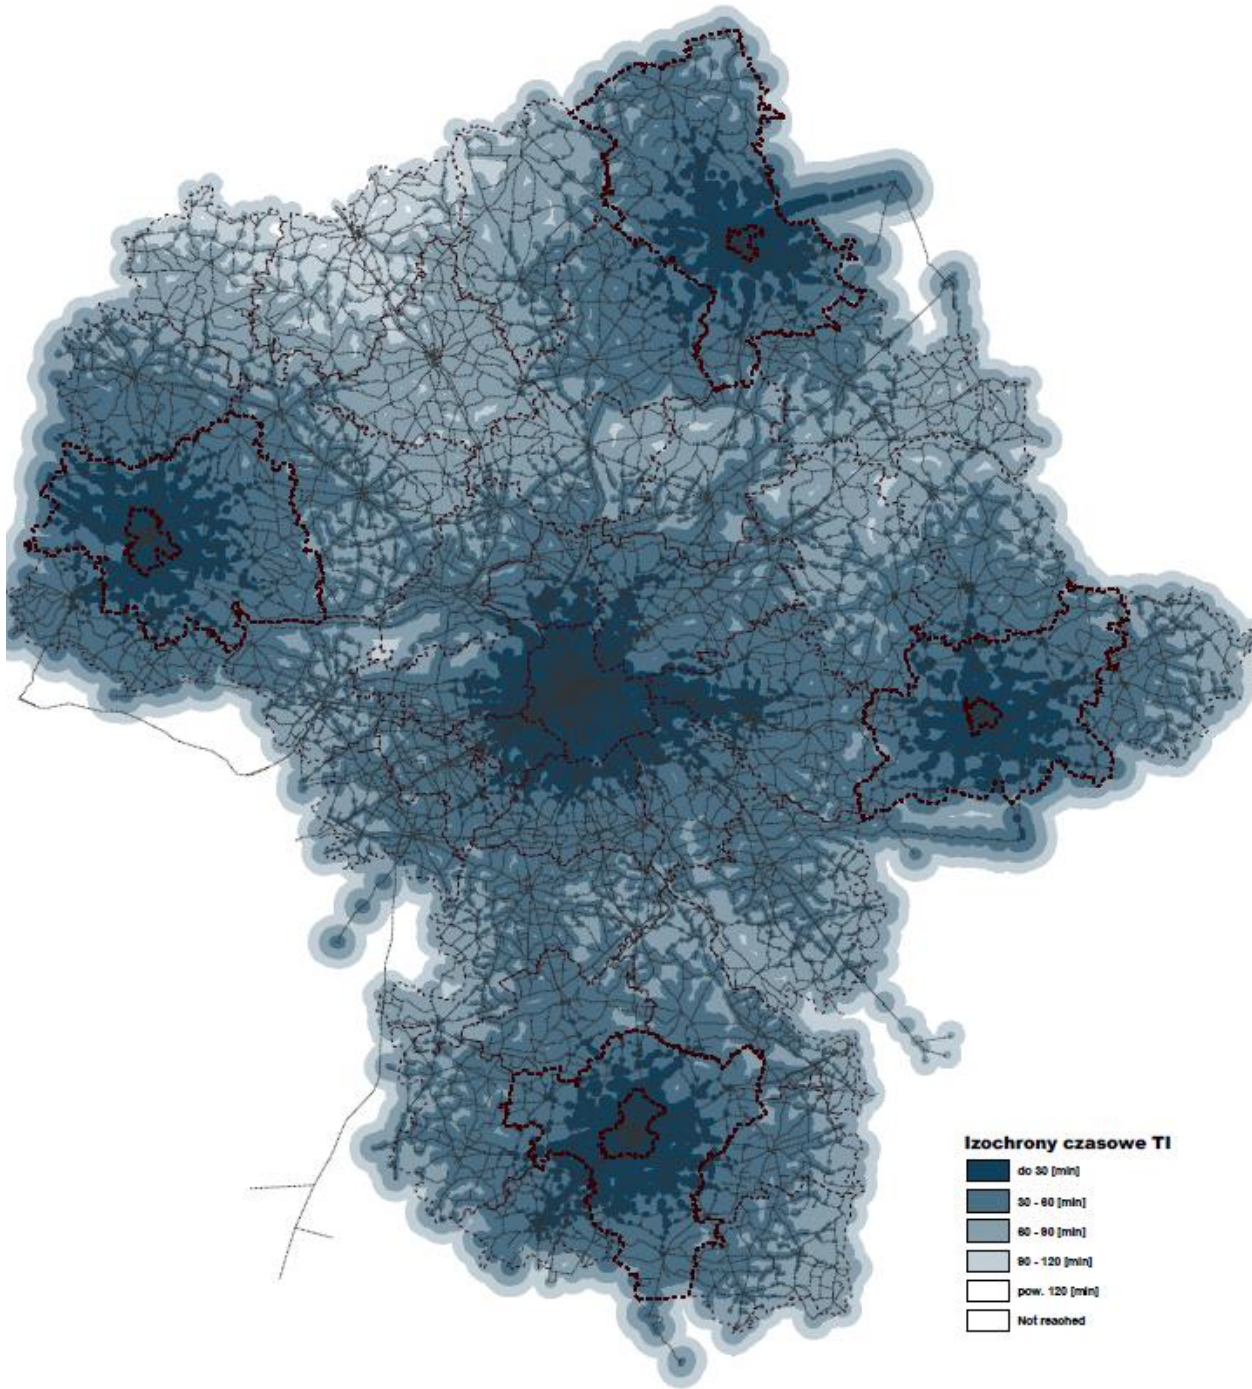 Izochrony czasowe TI
do 30 [min]
30 - 60 [min]
60 - 90 [min]
90 - 120 [min]
pow. 120 [min]
Not reached